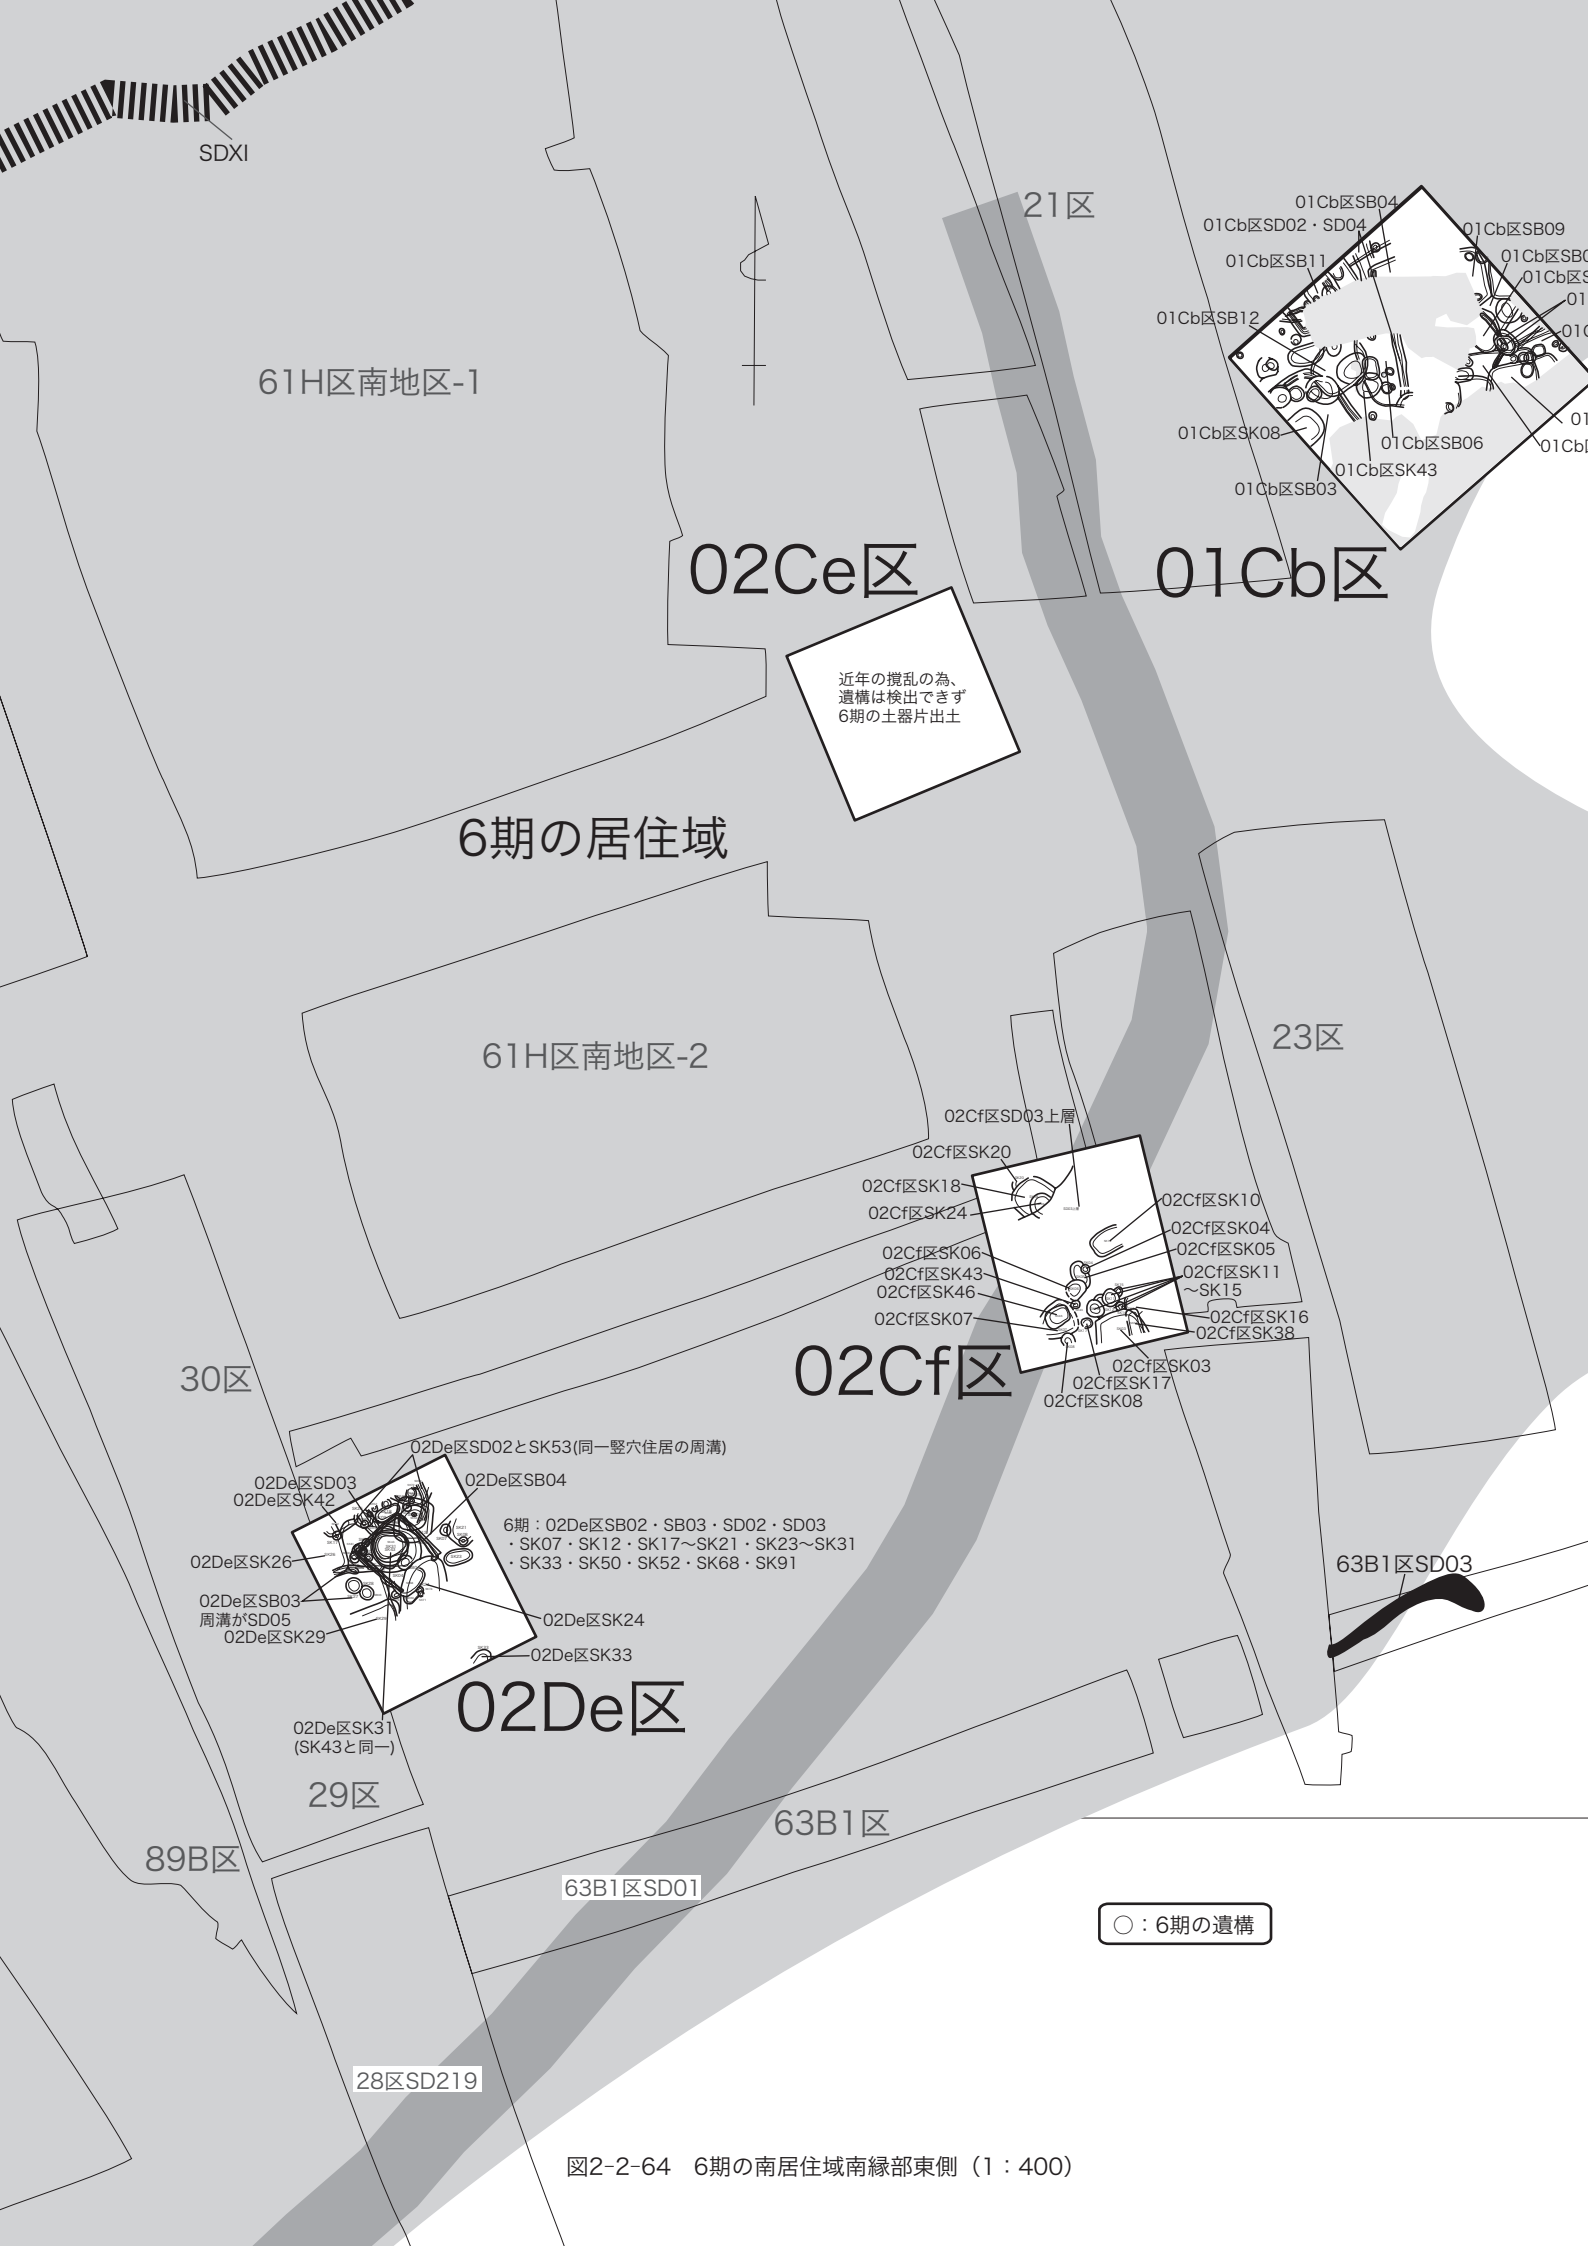 SDXI
21区
01Cb区SB04
01Cb区SD02・SD04
01Cb区SB09
01Cb区SB11
01Cb区SB12
01Cb区SK08
01Cb区SB06
01Cb区SK43
01Cb区SB03
61H区南地区-1
02Ce区
01Cb区
近年の撹乱の為、
遺構は検出できず
6期の土器片出土
6期の居住域
61H区南地区-2
23区
02Cf区SD03上層
02Cf区SK20
02Cf区SK18
02Cf区SK24
02Cf区SK10
02Cf区SK04
02Cf区SK05
02Cf区SK06
02Cf区SK43
02Cf区SK46
02Cf区SK07
02Cf区SK11
〜SK15
02Cf区SK16
02Cf区SK38
02Cf区SK03
02Cf区SK17
02Cf区SK08
02Cf区
30区
02De区SD02とSK53(同一竪穴住居の周溝)
02De区SD03
02De区SK42
02De区SB04
6期：02De区SB02・SB03・SD02・SD03
・SK07・SK12・SK17〜SK21・SK23〜SK31
・SK33・SK50・SK52・SK68・SK91
02De区SK26
02De区SB03
周溝がSD05
02De区SK29
02De区SK24
02De区SK33
02De区
02De区SK31
(SK43と同一)
63B1区SD03
29区
63B1区
89B区
63B1区SD01
○：6期の遺構
28区SD219
図2-2-64　6期の南居住域南縁部東側（1：400）